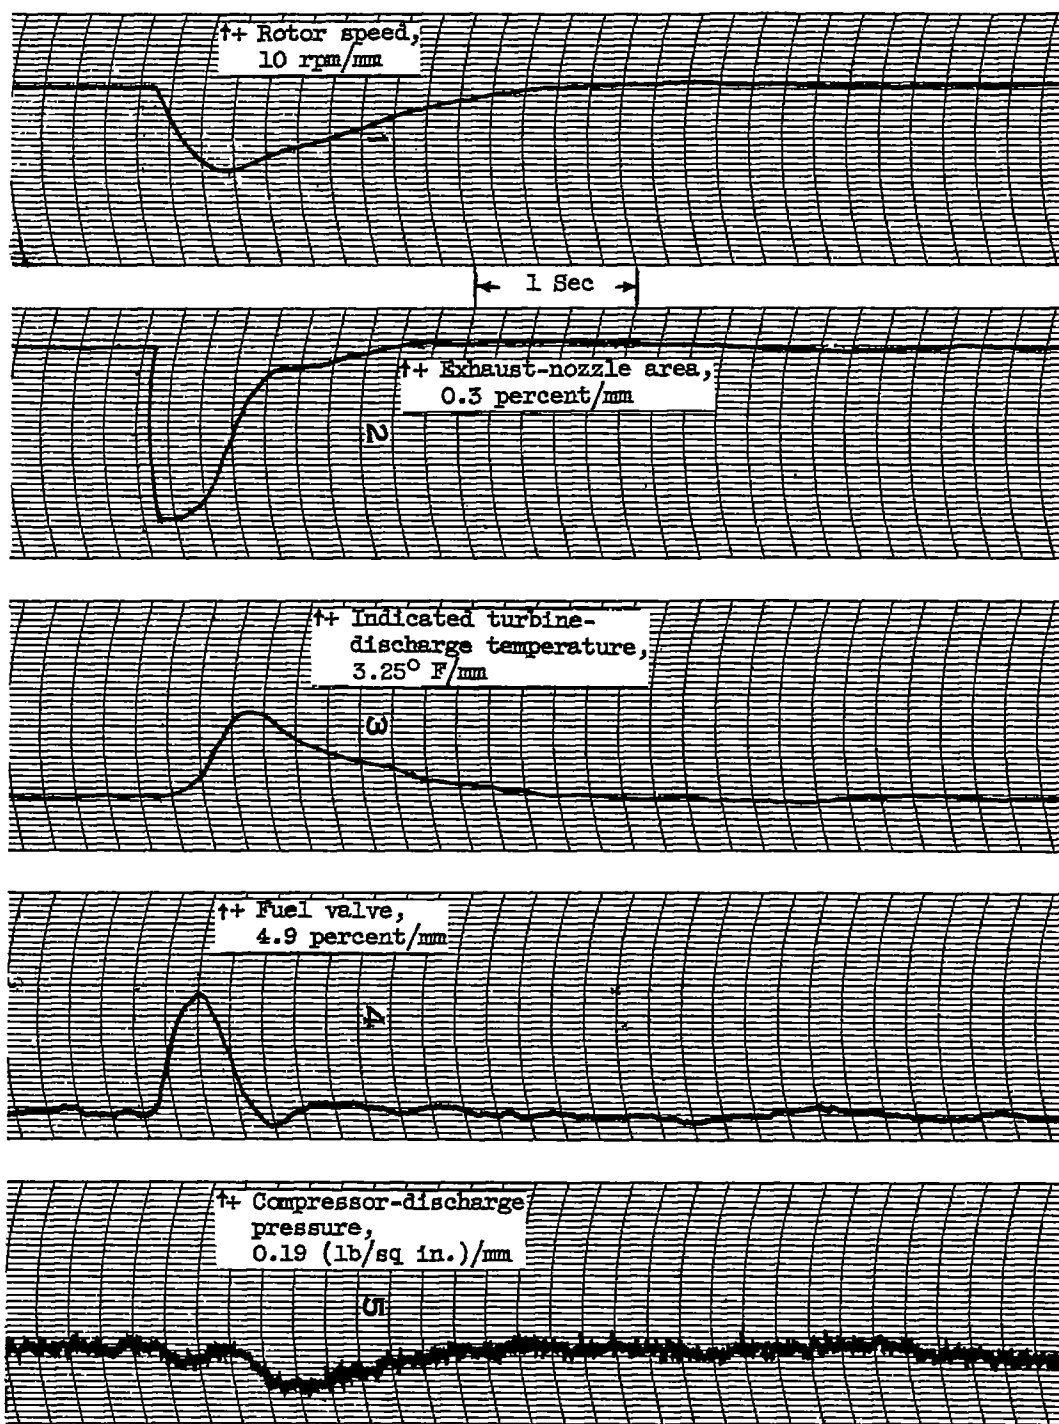 ↑+ Rotor speed,
10 rpm/mm
1
1 Sec
↑+ Exhaust-nozzle area,
0.3 percent/mm
2
↑+ Indicated turbine-
discharge temperature,
3.25° F/mm
3
↑+ Fuel valve,
4.9 percent/mm
4
↑+ Compressor-discharge
pressure,
0.19 (lb/sq in.)/mm
5